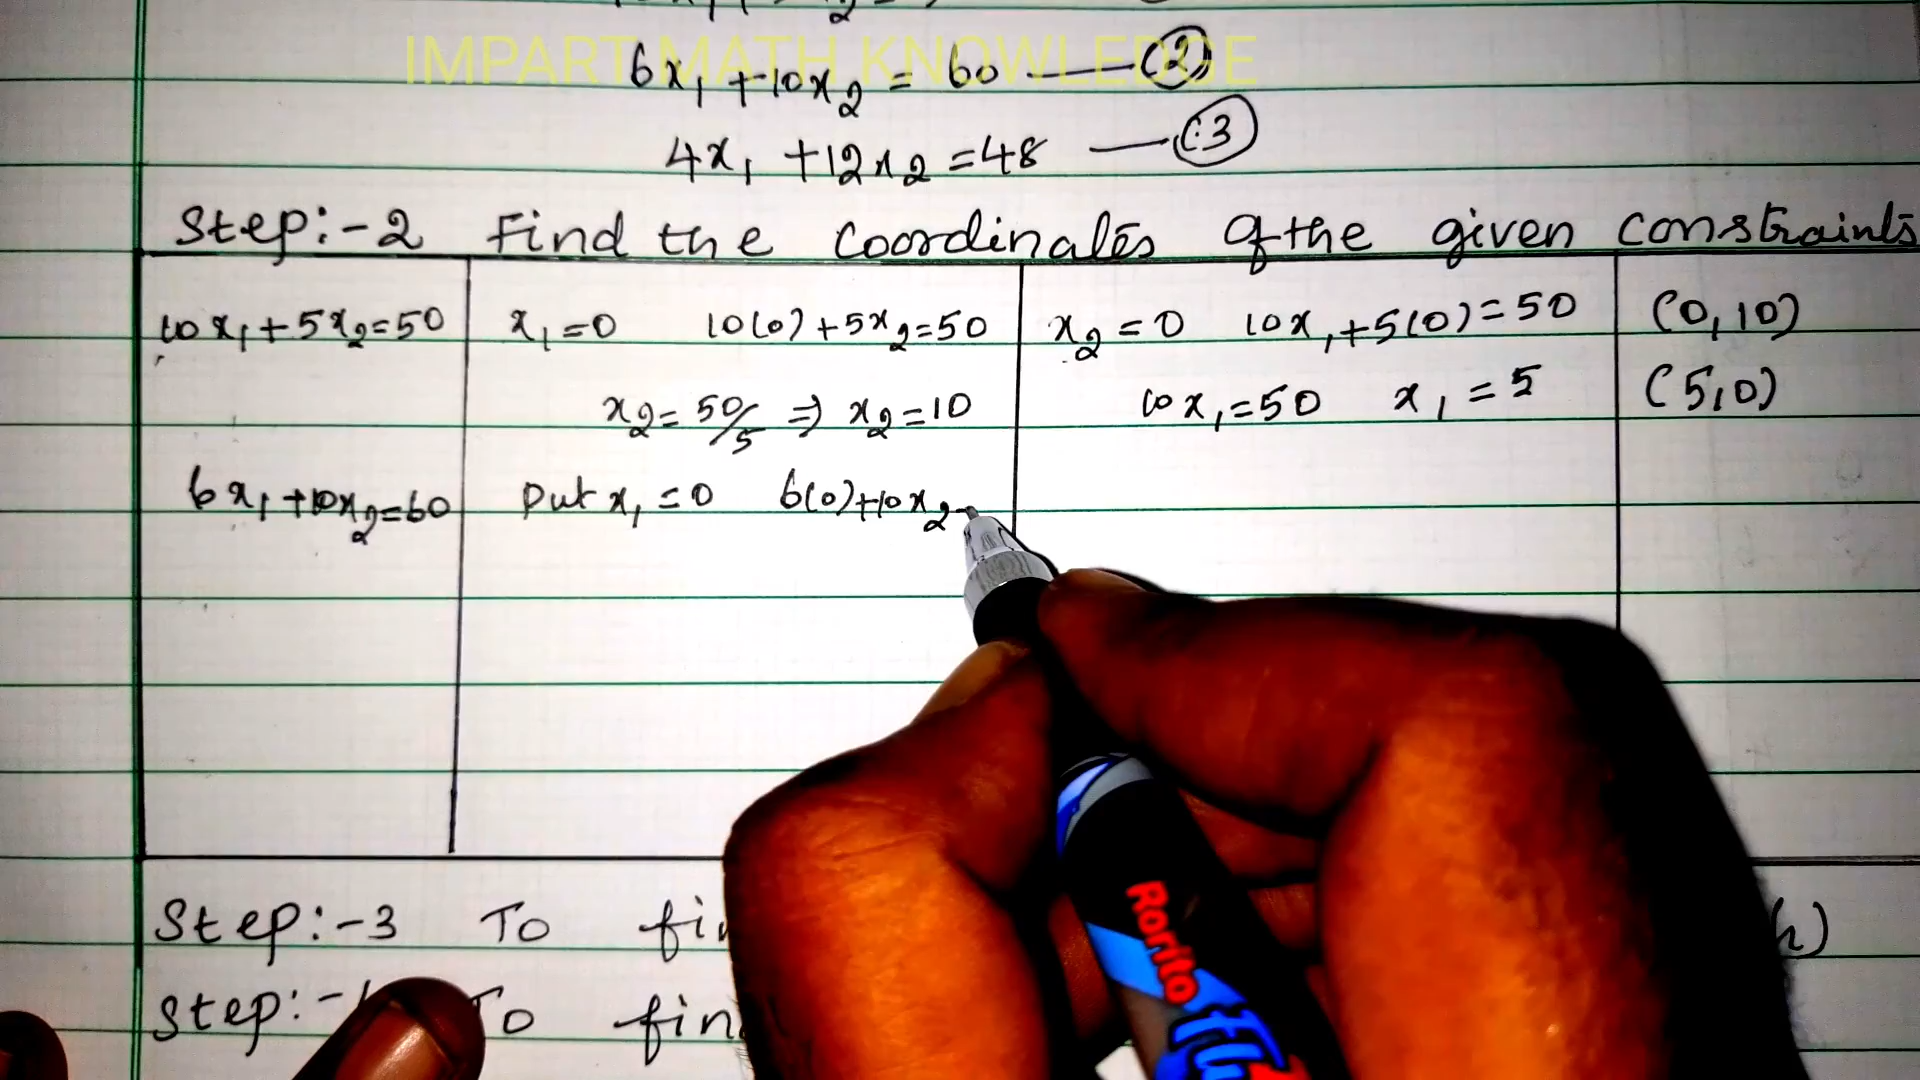 IMPART MATH KNOWLEDGE
6x₁ + 10x₂ = 60 — (2)
4x₁ + 12x₂ = 48 — (3)
Step:-2 Find the coordinates of the given constraints
10x₁ + 5x₂ = 50 x₁ = 0 10(0) + 5x₂ = 50 x₂ = 0 10x₁ + 5(0) = 50 (0,10)
x₂ = 50/5 ⇒ x₂ = 10 10x₁ = 50 x₁ = 5 (5,0)
6x₁ + 10x₂ = 60 Put x₁ = 0 6(0) + 10x₂
Step:-3 To
Step:- To
Rorito